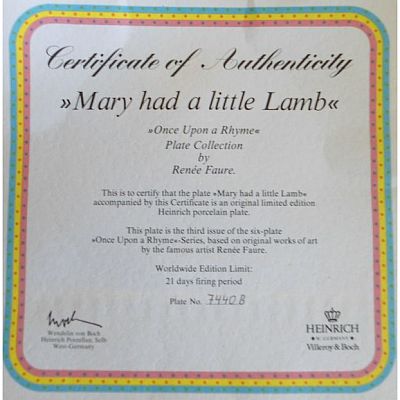 Certificate of Authenticity
»Mary had a little Lamb«
»Once Upon a Rhyme«
Plate Collection
by
Renée Faure.
This is to certify that the plate »Mary had a little Lamb«
accompanied by this Certificate is an original limited edition
Heinrich porcelain plate.
This plate is the third issue of the six-plate
»Once Upon a Rhyme«-Series, based on original works of art
by the famous artist Renée Faure.
Worldwide Edition Limit:
21 days firing period
Plate No. 7440B
Wendelin von Boch
Heinrich Porzellan, Selb
West-Germany
HEINRICH
W. GERMANY
Villeroy & Boch